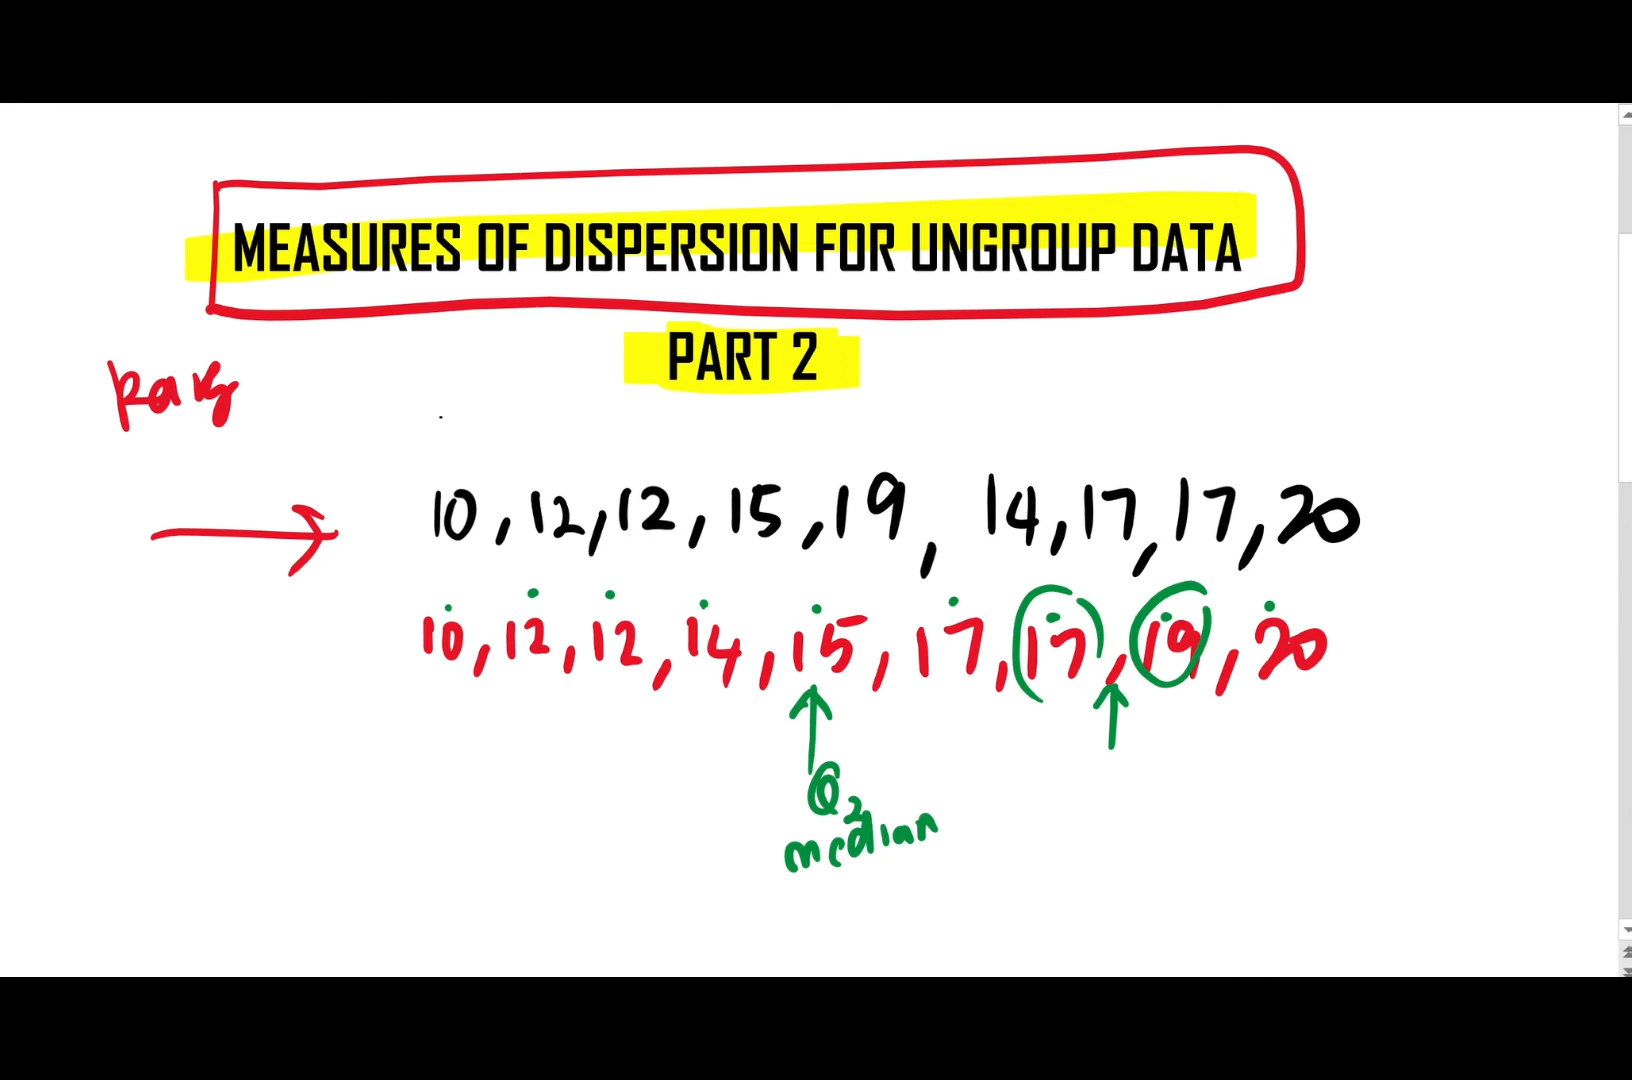 MEASURES OF DISPERSION FOR UNGROUP DATA
PART 2
10, 12, 12, 15, 19, 14, 17, 17, 20
10, 12, 12, 14, 15, 17, 17, 19, 20
Q2
median